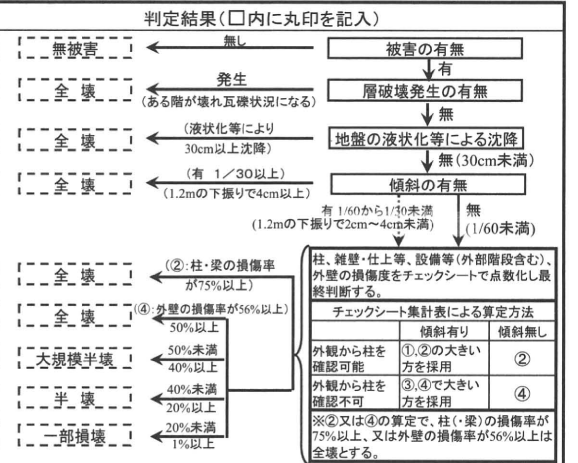 判定結果(□内に丸印を記入)
無被害
無し
被害の有無
有
全 壊
発生
(ある階が壊れ瓦礫状況になる)
層破壊発生の有無
無
全 壊
(液状化等により
30cm以上沈降)
地盤の液状化等による沈降
無(30cm未満)
全 壊
(有 1/30以上)
(1.2mの下振りで4cm以上)
傾斜の有無
有 1/60から1/30未満
(1.2mの下振りで2cm~4cm未満)
無
(1/60未満)
全 壊
(②:柱・梁の損傷率
が75%以上)
全 壊
(④:外壁の損傷率が56%以上)
50%以上
大規模半壊
50%未満
40%以上
半 壊
40%未満
20%以上
一部損壊
20%未満
1%以上
柱、雑壁・仕上等、設備等(外部階段含む)、
外壁の損傷度をチェックシートで点数化し最
終判断する。
チェックシート集計表による算定方法
傾斜有り 傾斜無し
外観から柱を
確認可能
①,②の大きい
方を採用
②
外観から柱を
確認不可
③,④で大きい
方を採用
④
※②又は④の算定で、柱(・梁)の損傷率が
75%以上、又は外壁の損傷率が56%以上は
全壊とする。